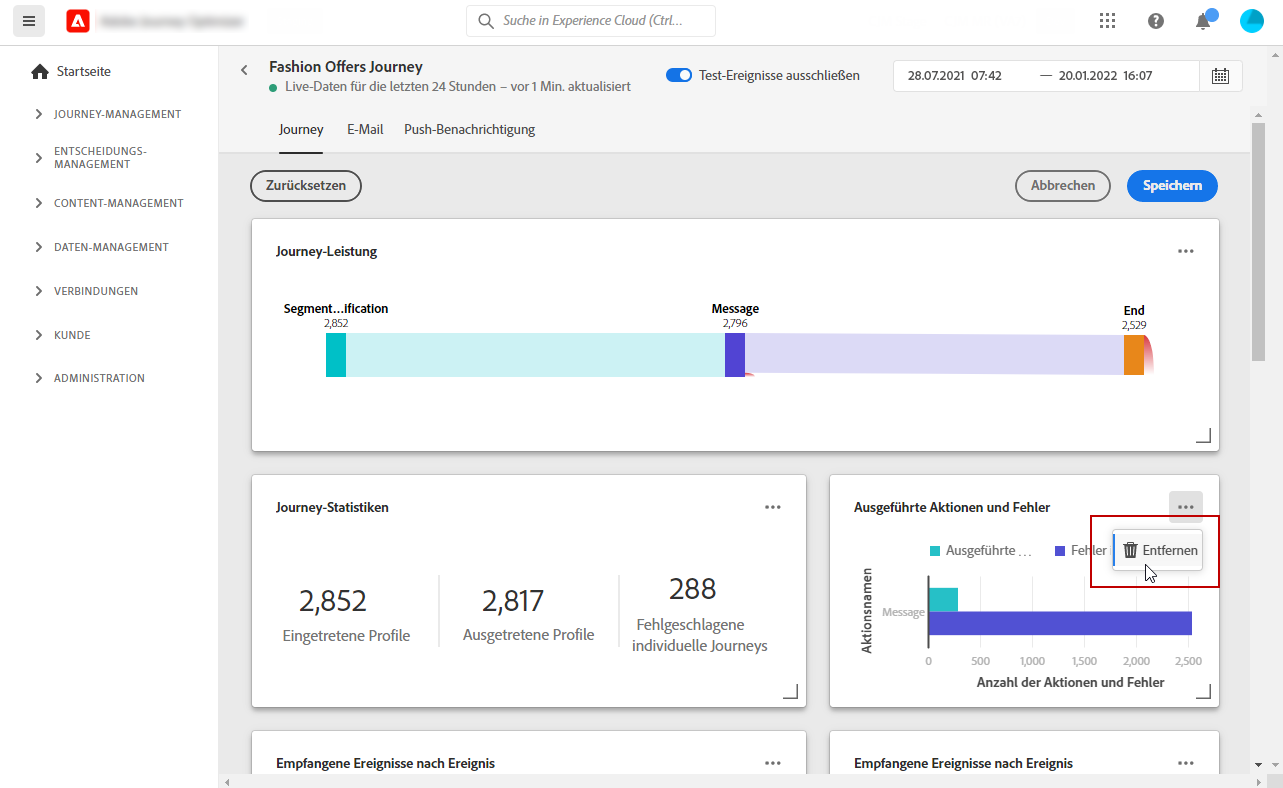 Suche in Experience Cloud (Ctrl...
Startseite
JOURNEY-MANAGEMENT
ENTSCHEIDUNGS-
MANAGEMENT
CONTENT-MANAGEMENT
DATEN-MANAGEMENT
VERBINDUNGEN
KUNDE
ADMINISTRATION
Fashion Offers Journey
Live-Daten für die letzten 24 Stunden – vor 1 Min. aktualisiert
Test-Ereignisse ausschließen
28.07.2021 07:42 — 20.01.2022 16:07
Journey E-Mail Push-Benachrichtigung
Zurücksetzen
Abbrechen
Speichern
Journey-Leistung
Segment...ification
2,852
Message
2,796
End
2,529
Journey-Statistiken
2,852
Eingetretene Profile
2,817
Ausgetretene Profile
288
Fehlgeschlagene
individuelle Journeys
Ausgeführte Aktionen und Fehler
Ausgeführte ...
Fehler
Entfernen
Aktionsnamen
Message
0 500 1,000 1,500 2,000 2,500
Anzahl der Aktionen und Fehler
Empfangene Ereignisse nach Ereignis
Empfangene Ereignisse nach Ereignis